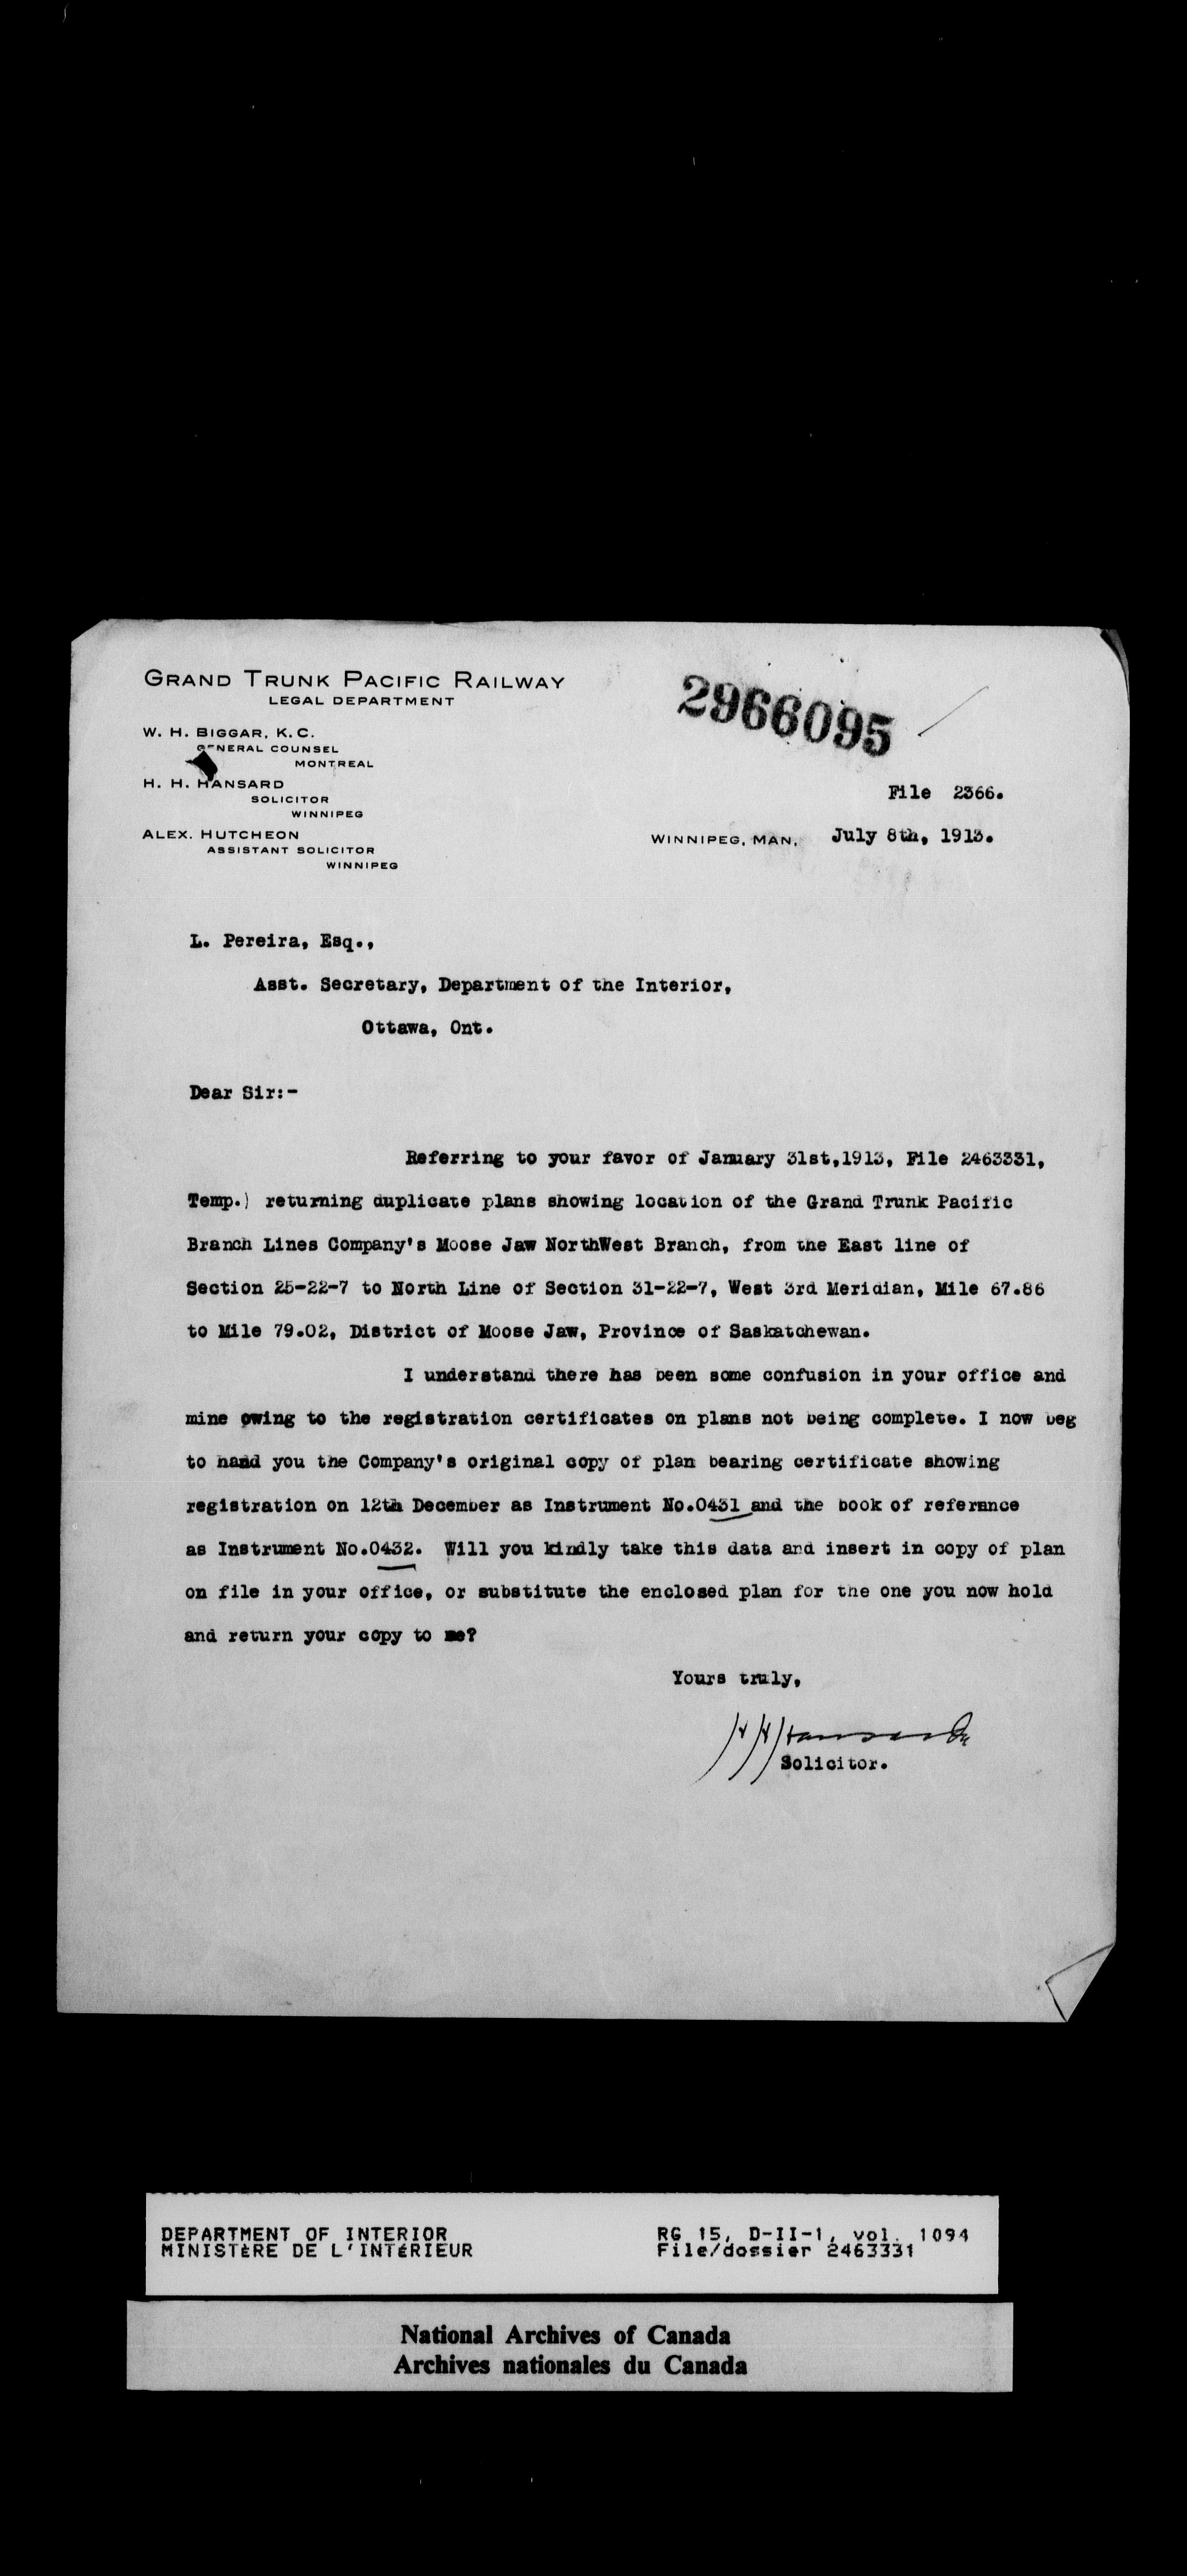 GRAND TRUNK PACIFIC RAILWAY
LEGAL DEPARTMENT
W. H. BIGGAR, K.C.
GENERAL COUNSEL
MONTREAL
H. H. HANSARD
SOLICITOR
WINNIPEG
ALEX. HUTCHEON
ASSISTANT SOLICITOR
WINNIPEG
2966095
File 2366.
WINNIPEG, MAN, July 8th, 1913.
L. Pereira, Esq.,
Asst. Secretary, Department of the Interior,
Ottawa, Ont.
Dear Sir:-
Referring to your favor of January 31st,1913, File 2463331,
Temp.) returning duplicate plans showing location of the Grand Trunk Pacific
Branch Lines Company's Moose Jaw NorthWest Branch, from the East line of
Section 25-22-7 to North Line of Section 31-22-7, West 3rd Meridian, Mile 67.86
to Mile 79.02, District of Moose Jaw, Province of Saskatchewan.
I understand there has been some confusion in your office and
mine owing to the registration certificates on plans not being complete. I now beg
to hand you the Company's original copy of plan bearing certificate showing
registration on 12th December as Instrument No.0431 and the book of referance
as Instrument No.0432. Will you kindly take this data and insert in copy of plan
on file in your office, or substitute the enclosed plan for the one you now hold
and return your copy to me?
Yours truly,
H H Hansard
Solicitor.
DEPARTMENT OF INTERIOR RG 15, D-II-1, vol. 1094
MINISTÈRE DE L'INTÉRIEUR File/dossier 2463331
National Archives of Canada
Archives nationales du Canada